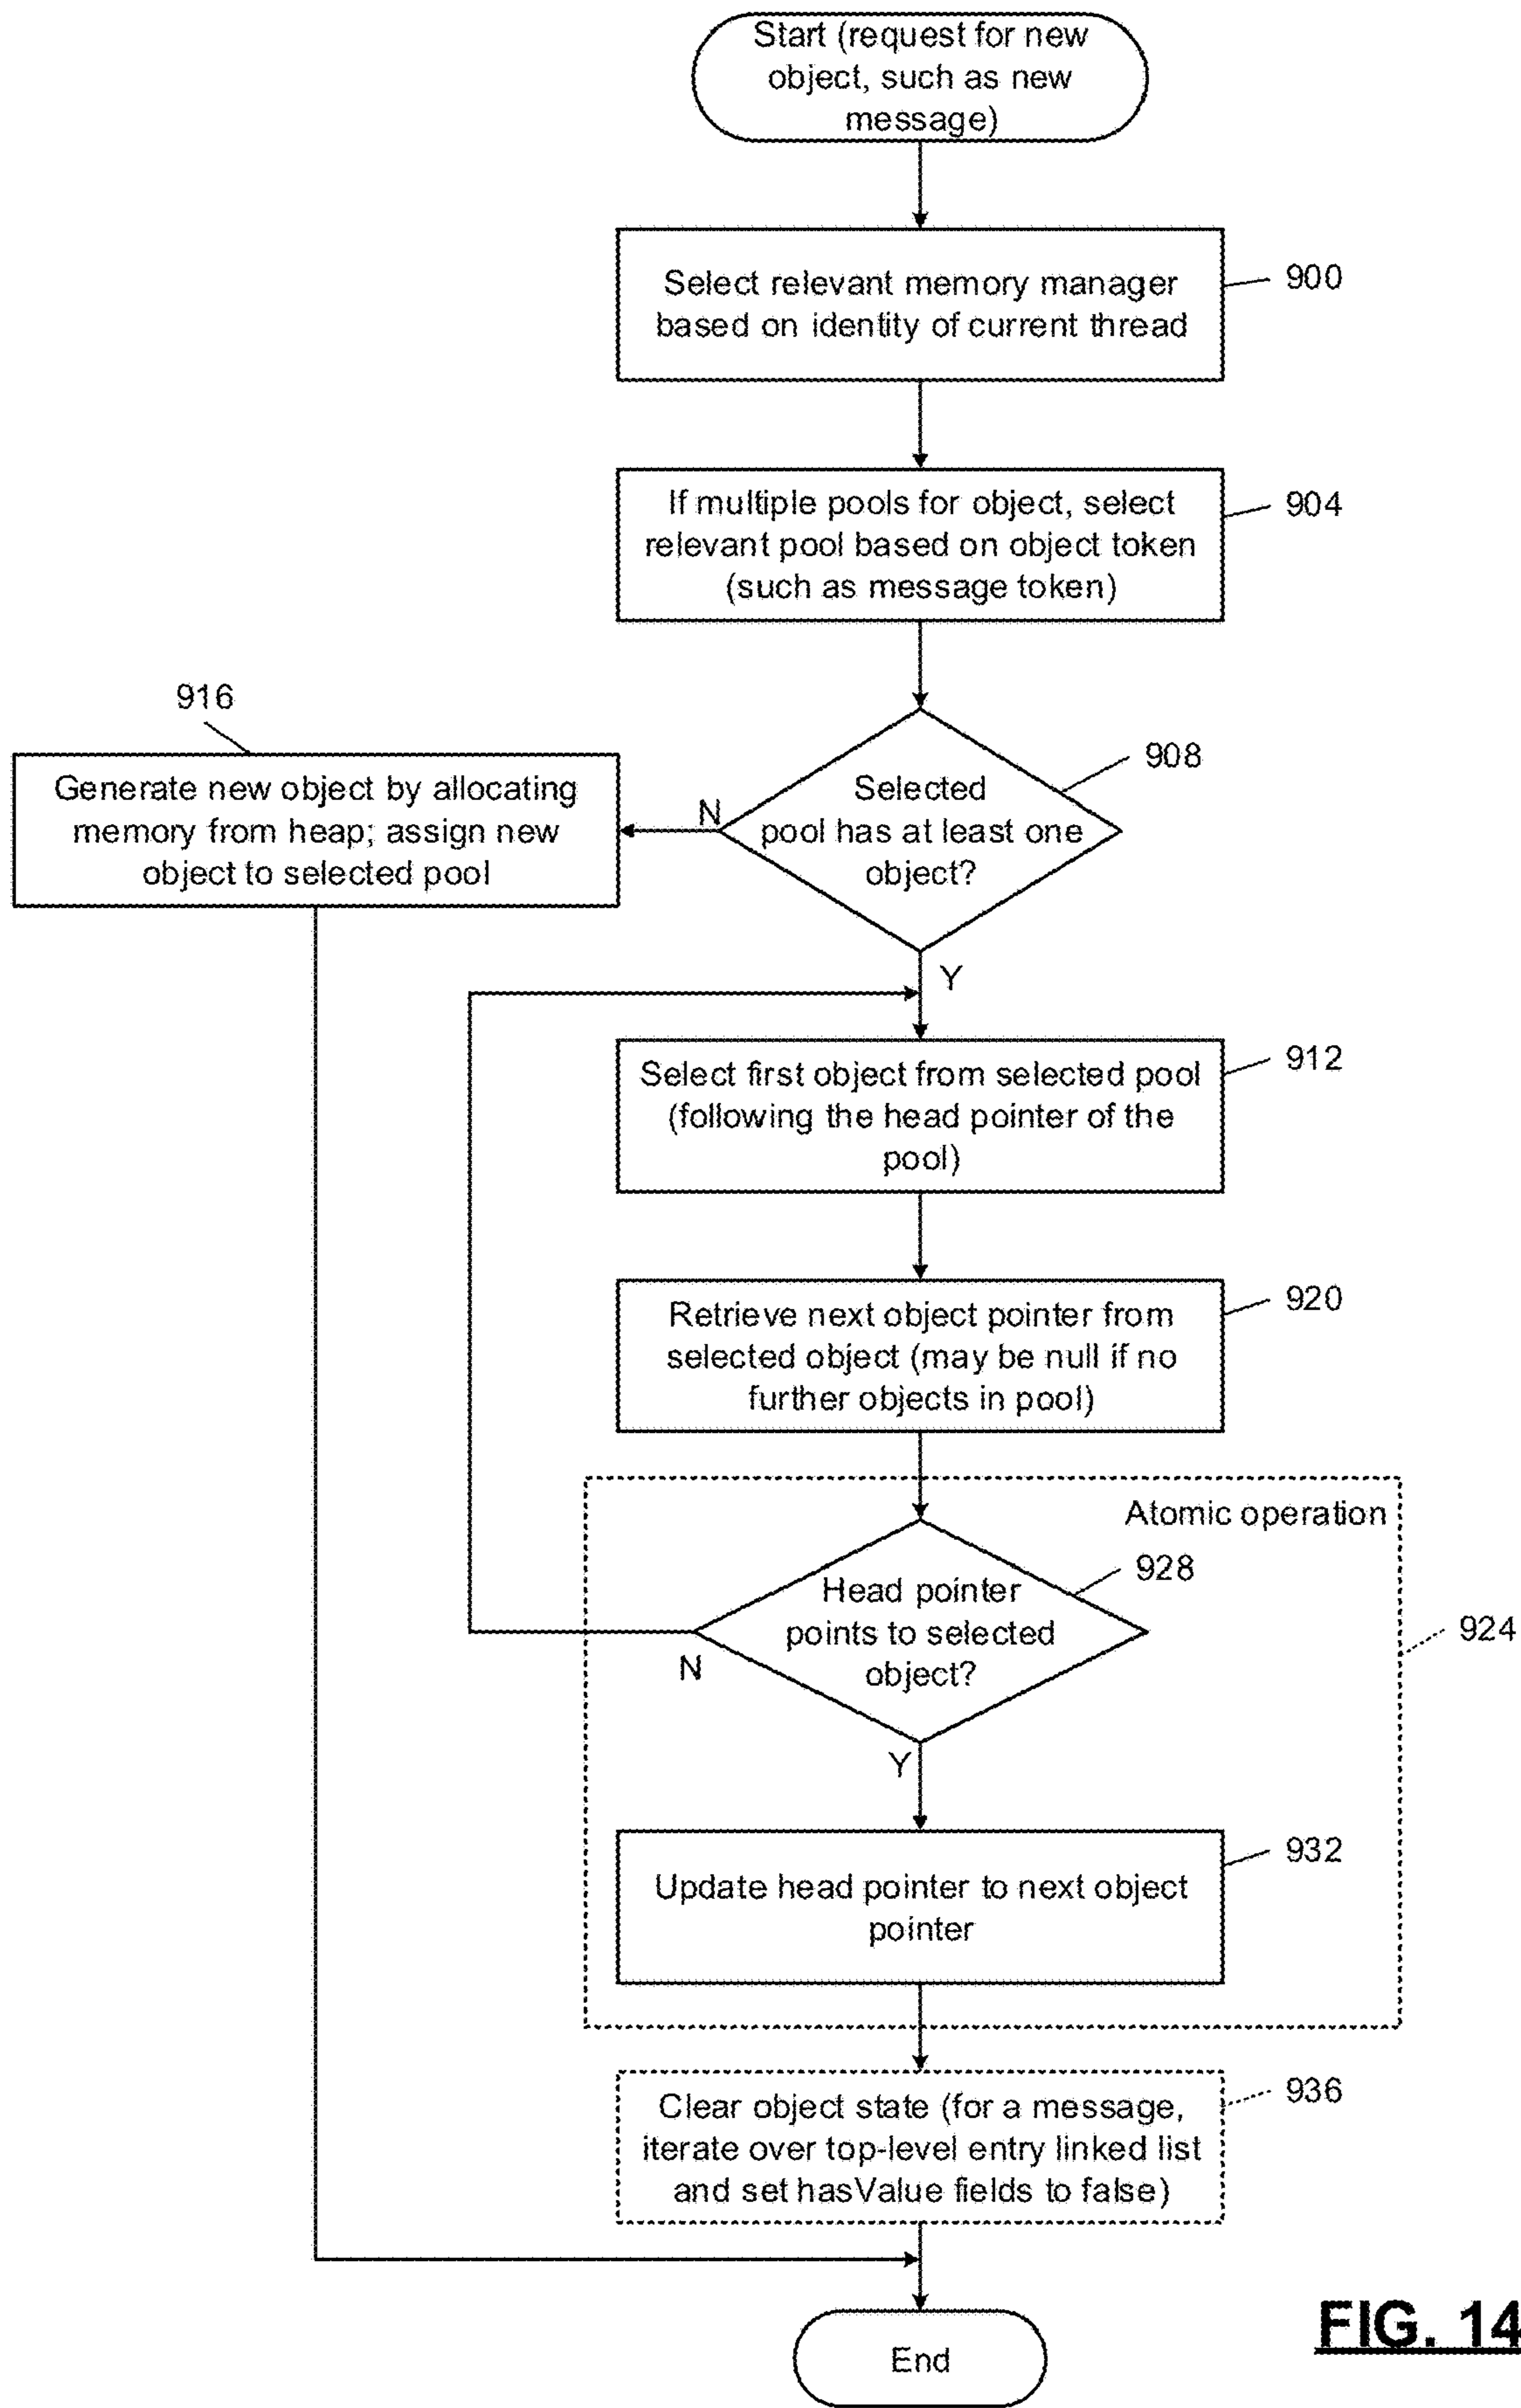 Start (request for new
object, such as new
message)
Select relevant memory manager
based on identity of current thread
900
If multiple pools for object, select
relevant pool based on object token
(such as message token)
904
916
Generate new object by allocating
memory from heap; assign new
object to selected pool
N
Selected
pool has at least one
object?
908
Y
Select first object from selected pool
(following the head pointer of the
pool)
912
Retrieve next object pointer from
selected object (may be null if no
further objects in pool)
920
Atomic operation
Head pointer
points to selected
object?
928
924
N
Y
Update head pointer to next object
pointer
932
Clear object state (for a message,
iterate over top-level entry linked list
and set hasValue fields to false)
936
End
FIG. 14